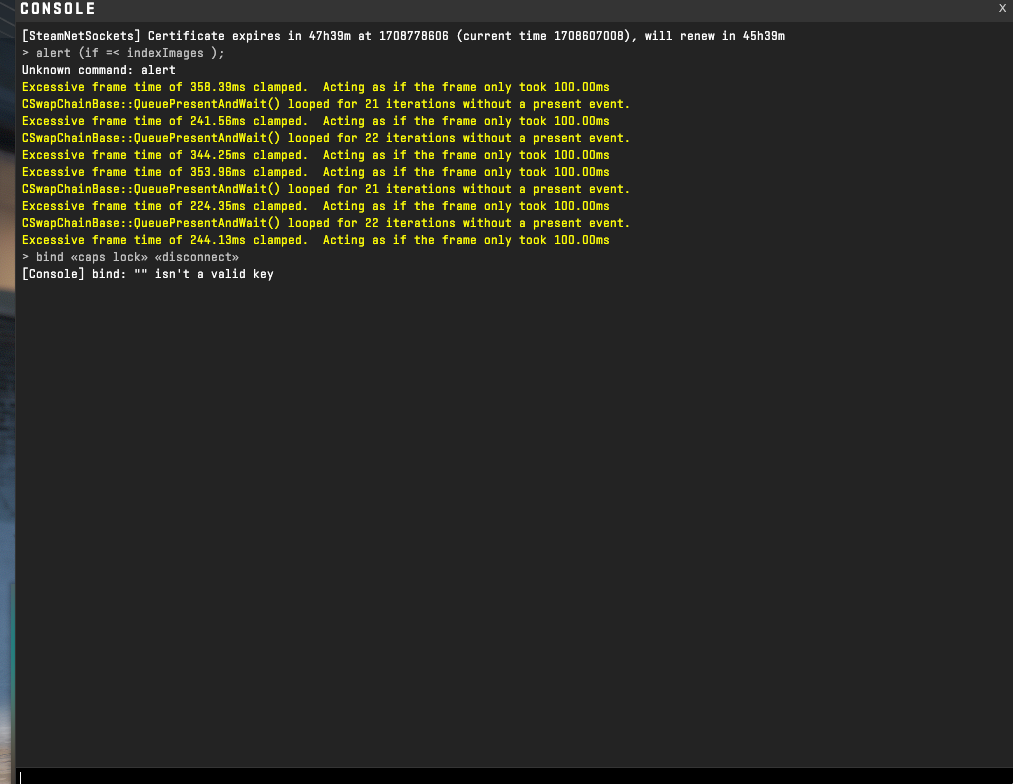 CONSOLE
X
[SteamNetSockets] Certificate expires in 47h39m at 1708778606 (current time 1708607008), will renew in 45h39m
> alert (if =< indexImages );
Unknown command: alert
Excessive frame time of 358.39ms clamped.  Acting as if the frame only took 100.00ms
CSwapChainBase::QueuePresentAndWait() looped for 21 iterations without a present event.
Excessive frame time of 241.56ms clamped.  Acting as if the frame only took 100.00ms
CSwapChainBase::QueuePresentAndWait() looped for 22 iterations without a present event.
Excessive frame time of 344.25ms clamped.  Acting as if the frame only took 100.00ms
Excessive frame time of 353.96ms clamped.  Acting as if the frame only took 100.00ms
CSwapChainBase::QueuePresentAndWait() looped for 21 iterations without a present event.
Excessive frame time of 224.35ms clamped.  Acting as if the frame only took 100.00ms
CSwapChainBase::QueuePresentAndWait() looped for 22 iterations without a present event.
Excessive frame time of 244.13ms clamped.  Acting as if the frame only took 100.00ms
> bind «caps lock» «disconnect»
[Console] bind: "" isn't a valid key